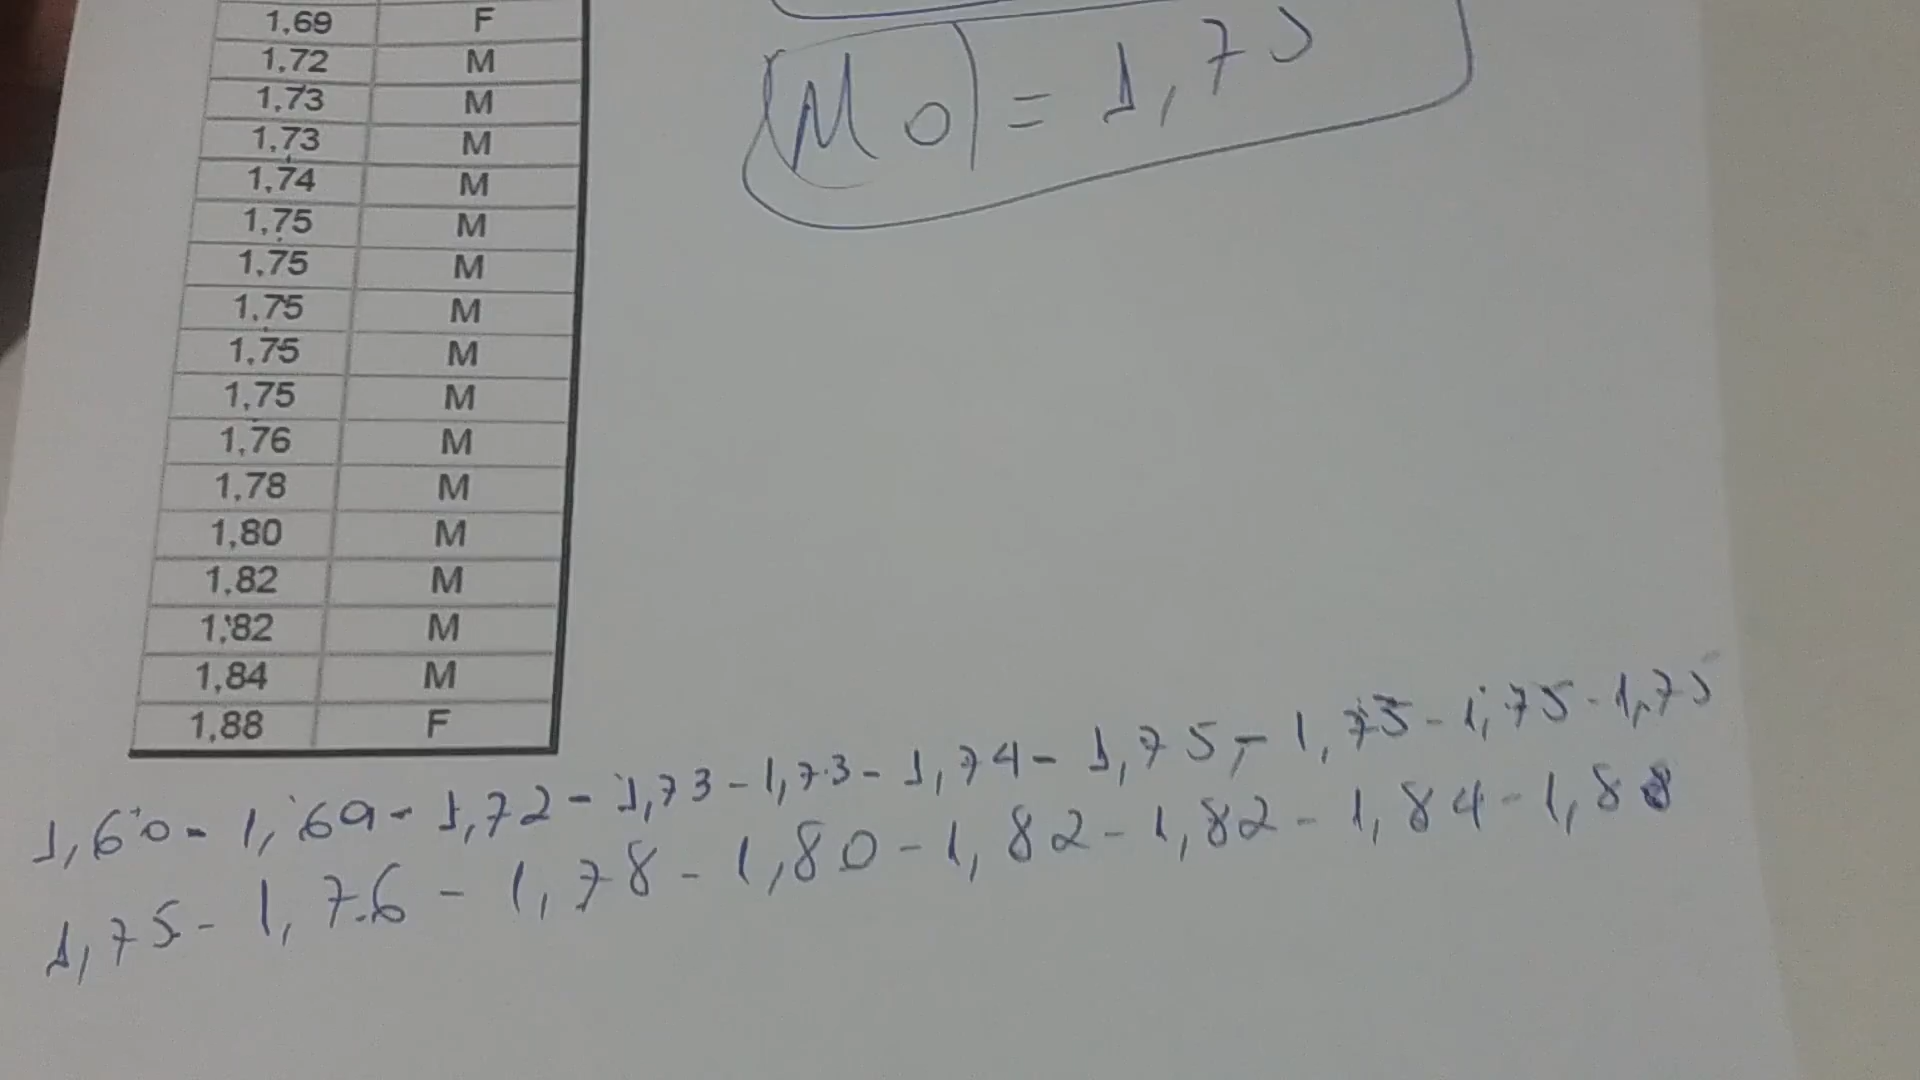 1,69 F
1,72 M
1,73 M
1,73 M
1,74 M
1,75 M
1,75 M
1,75 M
1,75 M
1,75 M
1,76 M
1,78 M
1,80 M
1,82 M
1,82 M
1,84 M
1,88 F
Mo = 1,75
1,60 - 1,69 - 1,72 - 1,73 - 1,73 - 1,74 - 1,75 - 1,75 - 1,75 - 1,75
1,75 - 1,76 - 1,78 - 1,80 - 1,82 - 1,82 - 1,84 - 1,88